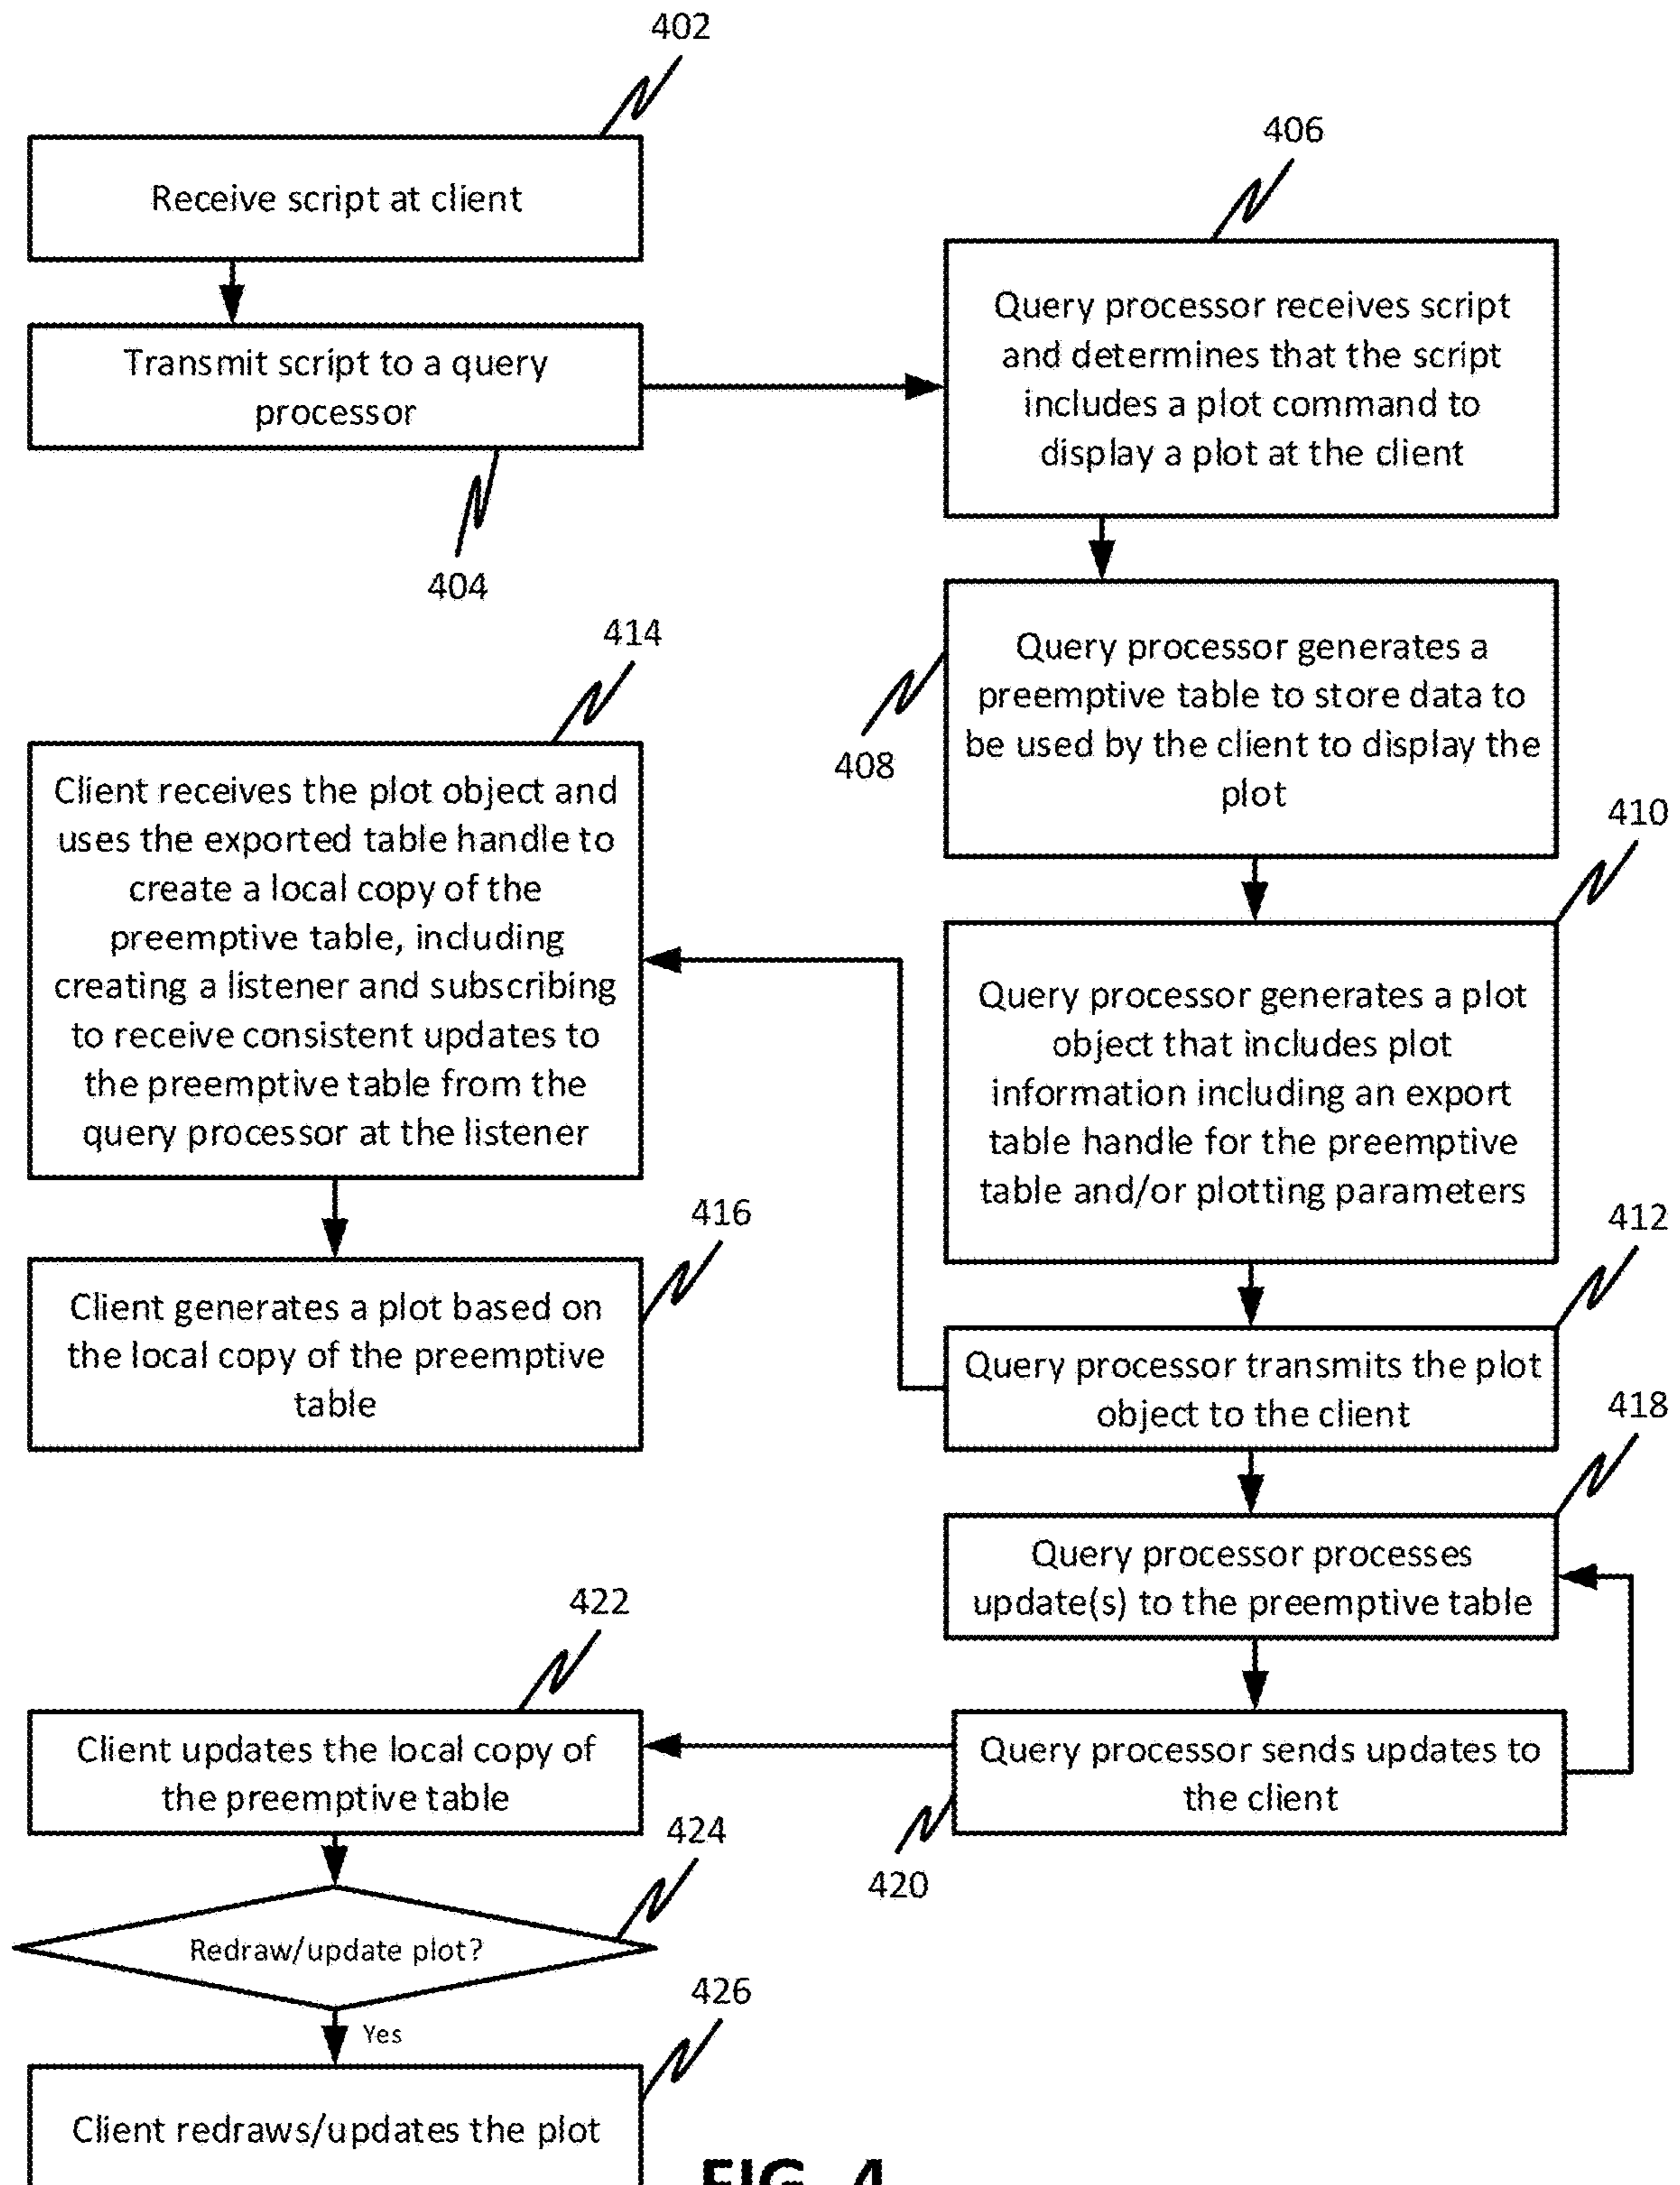 402
Receive script at client
Transmit script to a query
processor
404
406
Query processor receives script
and determines that the script
includes a plot command to
display a plot at the client
408
Query processor generates a
preemptive table to store data to
be used by the client to display the
plot
410
Query processor generates a plot
object that includes plot
information including an export
table handle for the preemptive
table and/or plotting parameters
412
Query processor transmits the plot
object to the client
414
Client receives the plot object and
uses the exported table handle to
create a local copy of the
preemptive table, including
creating a listener and subscribing
to receive consistent updates to
the preemptive table from the
query processor at the listener
416
Client generates a plot based on
the local copy of the preemptive
table
418
Query processor processes
update(s) to the preemptive table
420
Query processor sends updates to
the client
422
Client updates the local copy of
the preemptive table
424
Redraw/update plot?
Yes
426
Client redraws/updates the plot
FIG. 4